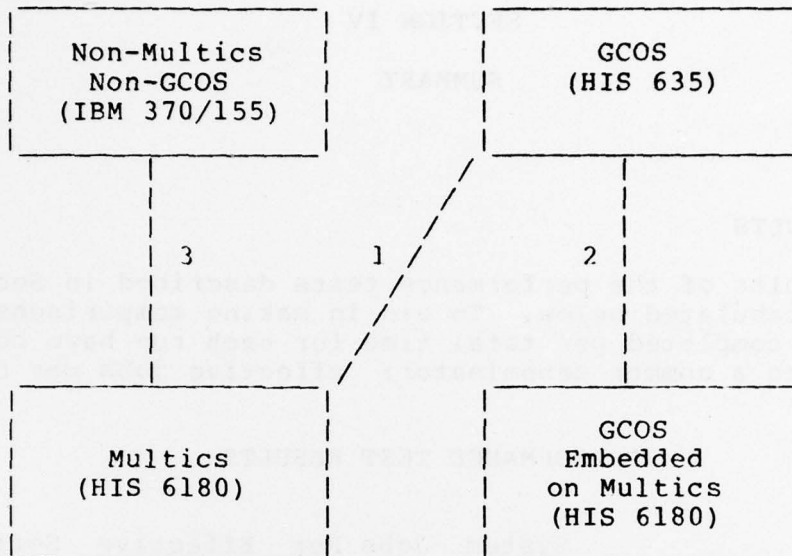 Non-Multics
Non-GCOS
(IBM 370/155)
GCOS
(HIS 635)
3
1
2
Multics
(HIS 6180)
GCOS
Embedded
on Multics
(HIS 6180)